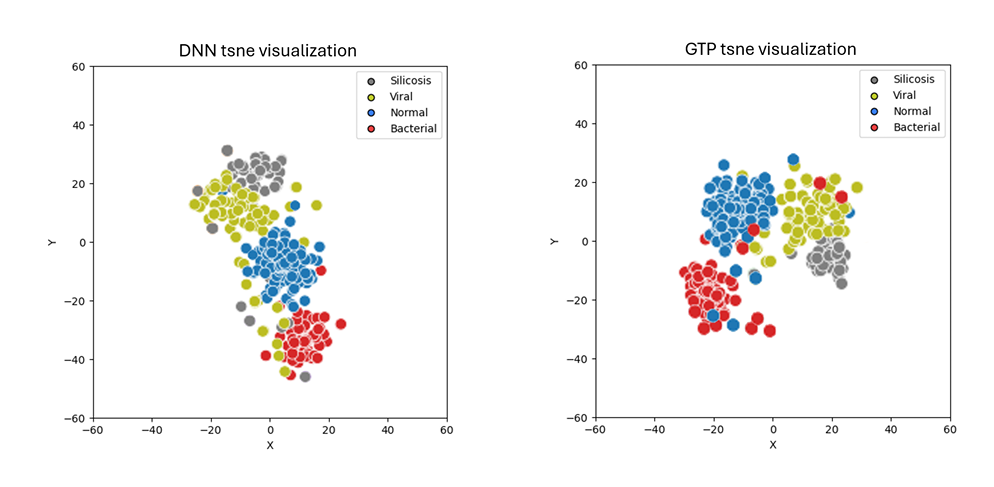 DNN tsne visualization
60
40
20
0
−20
−40
−60
Y
Silicosis
Viral
Normal
Bacterial
−60 −40 −20 0 20 40 60
X
GTP tsne visualization
60
40
20
0
−20
−40
−60
Y
Silicosis
Viral
Normal
Bacterial
−60 −40 −20 0 20 40 60
X